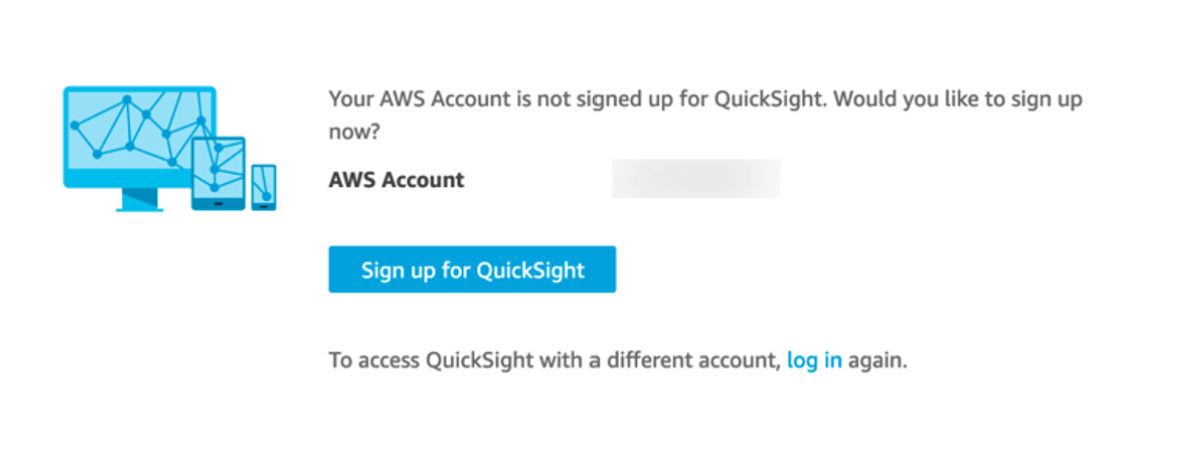 Your AWS Account is not signed up for QuickSight. Would you like to sign up
now?
AWS Account
Sign up for QuickSight
To access QuickSight with a different account, log in again.